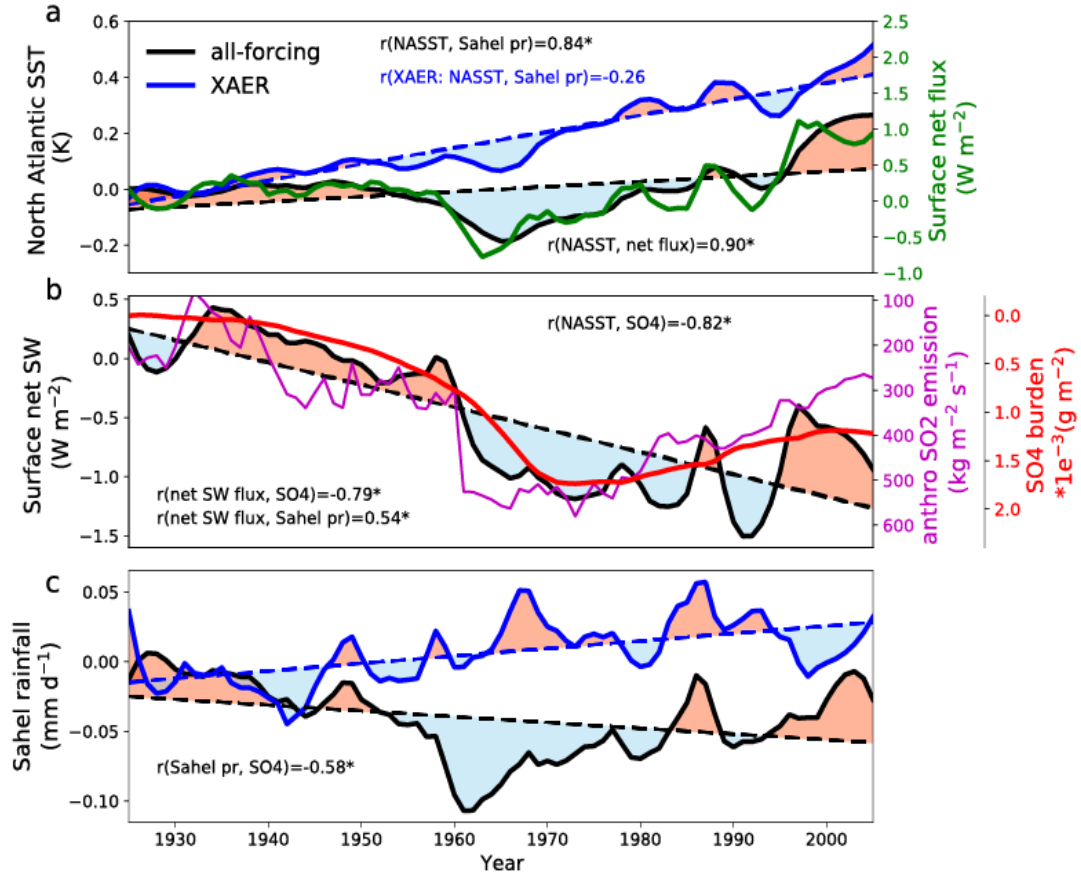 a
0.6
0.4
0.2
0.0
−0.2
North Atlantic SST
(K)
all-forcing
XAER
r(NASST, Sahel pr)=0.84*
r(XAER: NASST, Sahel pr)=-0.26
r(NASST, net flux)=0.90*
2.5
2.0
1.5
1.0
0.5
0.0
−0.5
−1.0
Surface net flux
(W m−2)
b
0.5
0.0
−0.5
−1.0
−1.5
Surface net SW
(W m−2)
r(NASST, SO4)=-0.82*
r(net SW flux, SO4)=-0.79*
r(net SW flux, Sahel pr)=0.54*
100
200
300
400
500
600
anthro SO2 emission
(kg m−2 s−1)
0.0
0.5
1.0
1.5
2.0
SO4 burden
*1e−3(g m−2)
c
0.05
0.00
−0.05
−0.10
Sahel rainfall
(mm d−1)
r(Sahel pr, SO4)=-0.58*
1930 1940 1950 1960 1970 1980 1990 2000
Year